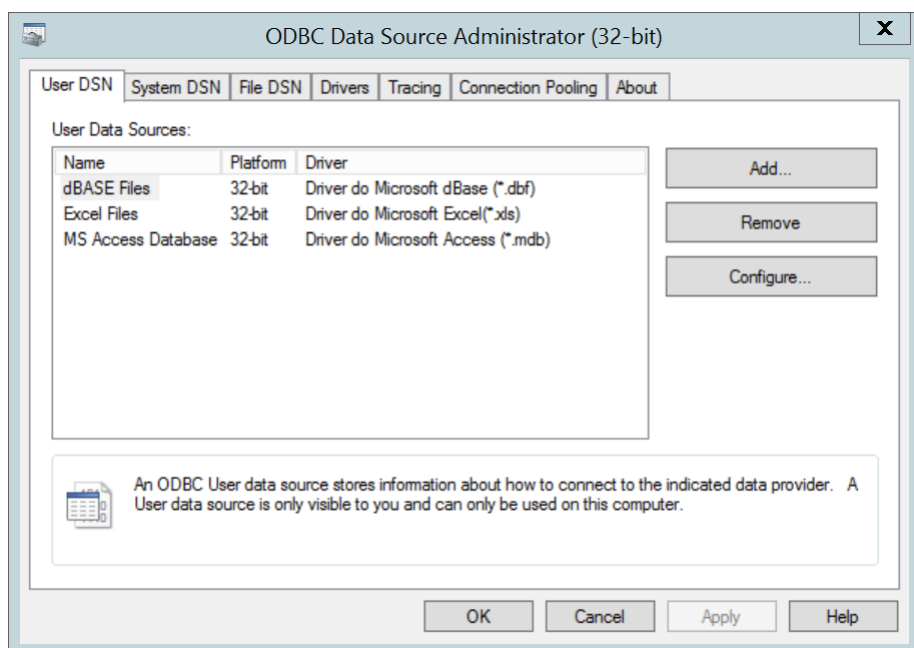 ODBC Data Source Administrator (32-bit)
X
User DSN System DSN File DSN Drivers Tracing Connection Pooling About
User Data Sources:
Name Platform Driver
dBASE Files 32-bit Driver do Microsoft dBase (*.dbf)
Excel Files 32-bit Driver do Microsoft Excel(*.xls)
MS Access Database 32-bit Driver do Microsoft Access (*.mdb)
Add...
Remove
Configure...
An ODBC User data source stores information about how to connect to the indicated data provider. A
User data source is only visible to you and can only be used on this computer.
OK Cancel Apply Help